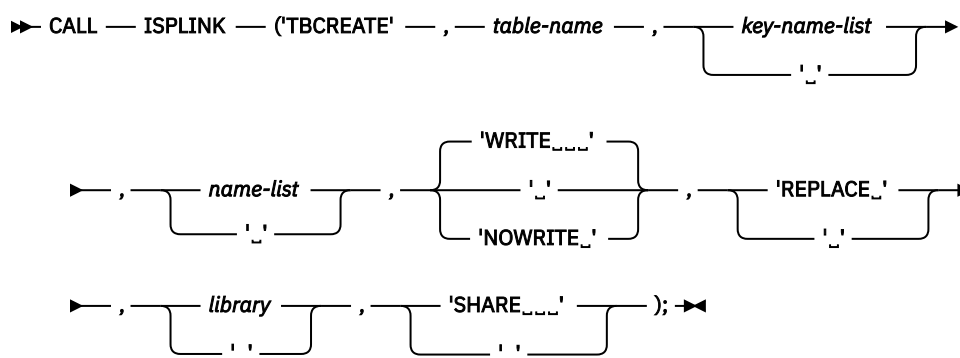 CALL ISPLINK ('TBCREATE' , table-name , key-name-list
'␣'
'WRITE␣␣␣'
, name-list , '␣' , 'REPLACE␣'
'␣' 'NOWRITE␣' '␣'
, library , 'SHARE␣␣␣' );
' ' ' '